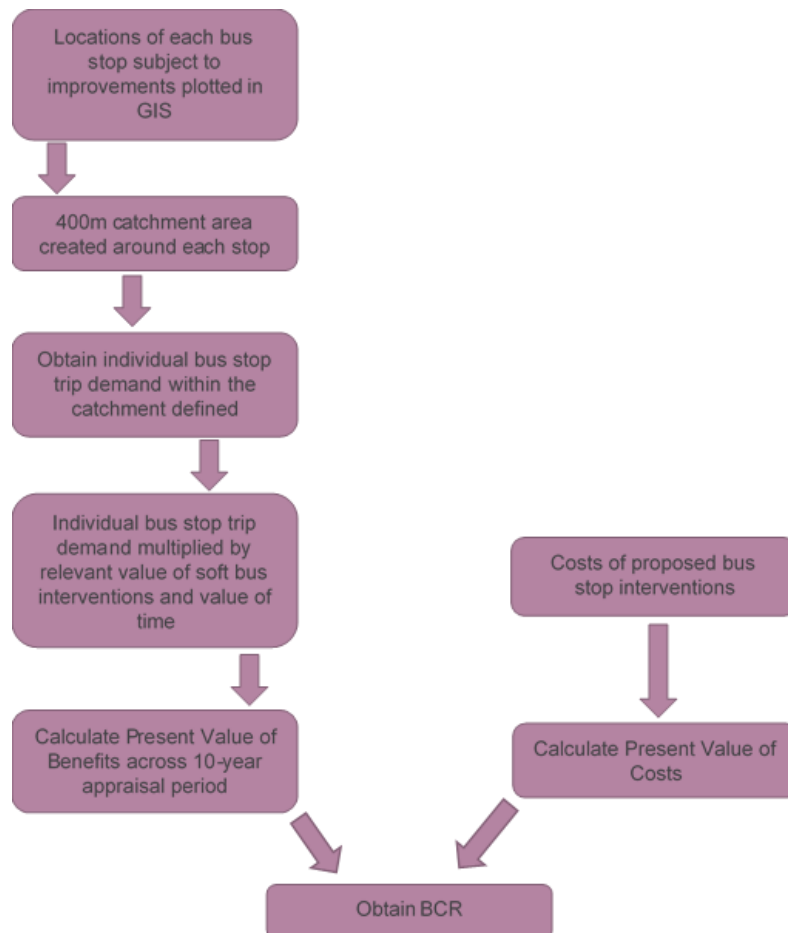 Locations of each bus
stop subject to
improvements plotted in
GIS
400m catchment area
created around each stop
Obtain individual bus stop
trip demand within the
catchment defined
Individual bus stop trip
demand multiplied by
relevant value of soft bus
interventions and value of
time
Calculate Present Value of
Benefits across 10-year
appraisal period
Costs of proposed bus
stop interventions
Calculate Present Value of
Costs
Obtain BCR